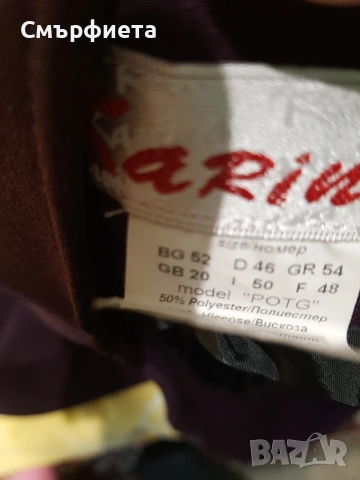 Смърфиета
arin
size/номер
BG 52 D 46 GR 54
GB 20 I 50 F 48
model "POTG"
50% Polyester/Полиестер
Viscose/Вискоза
BAZAR